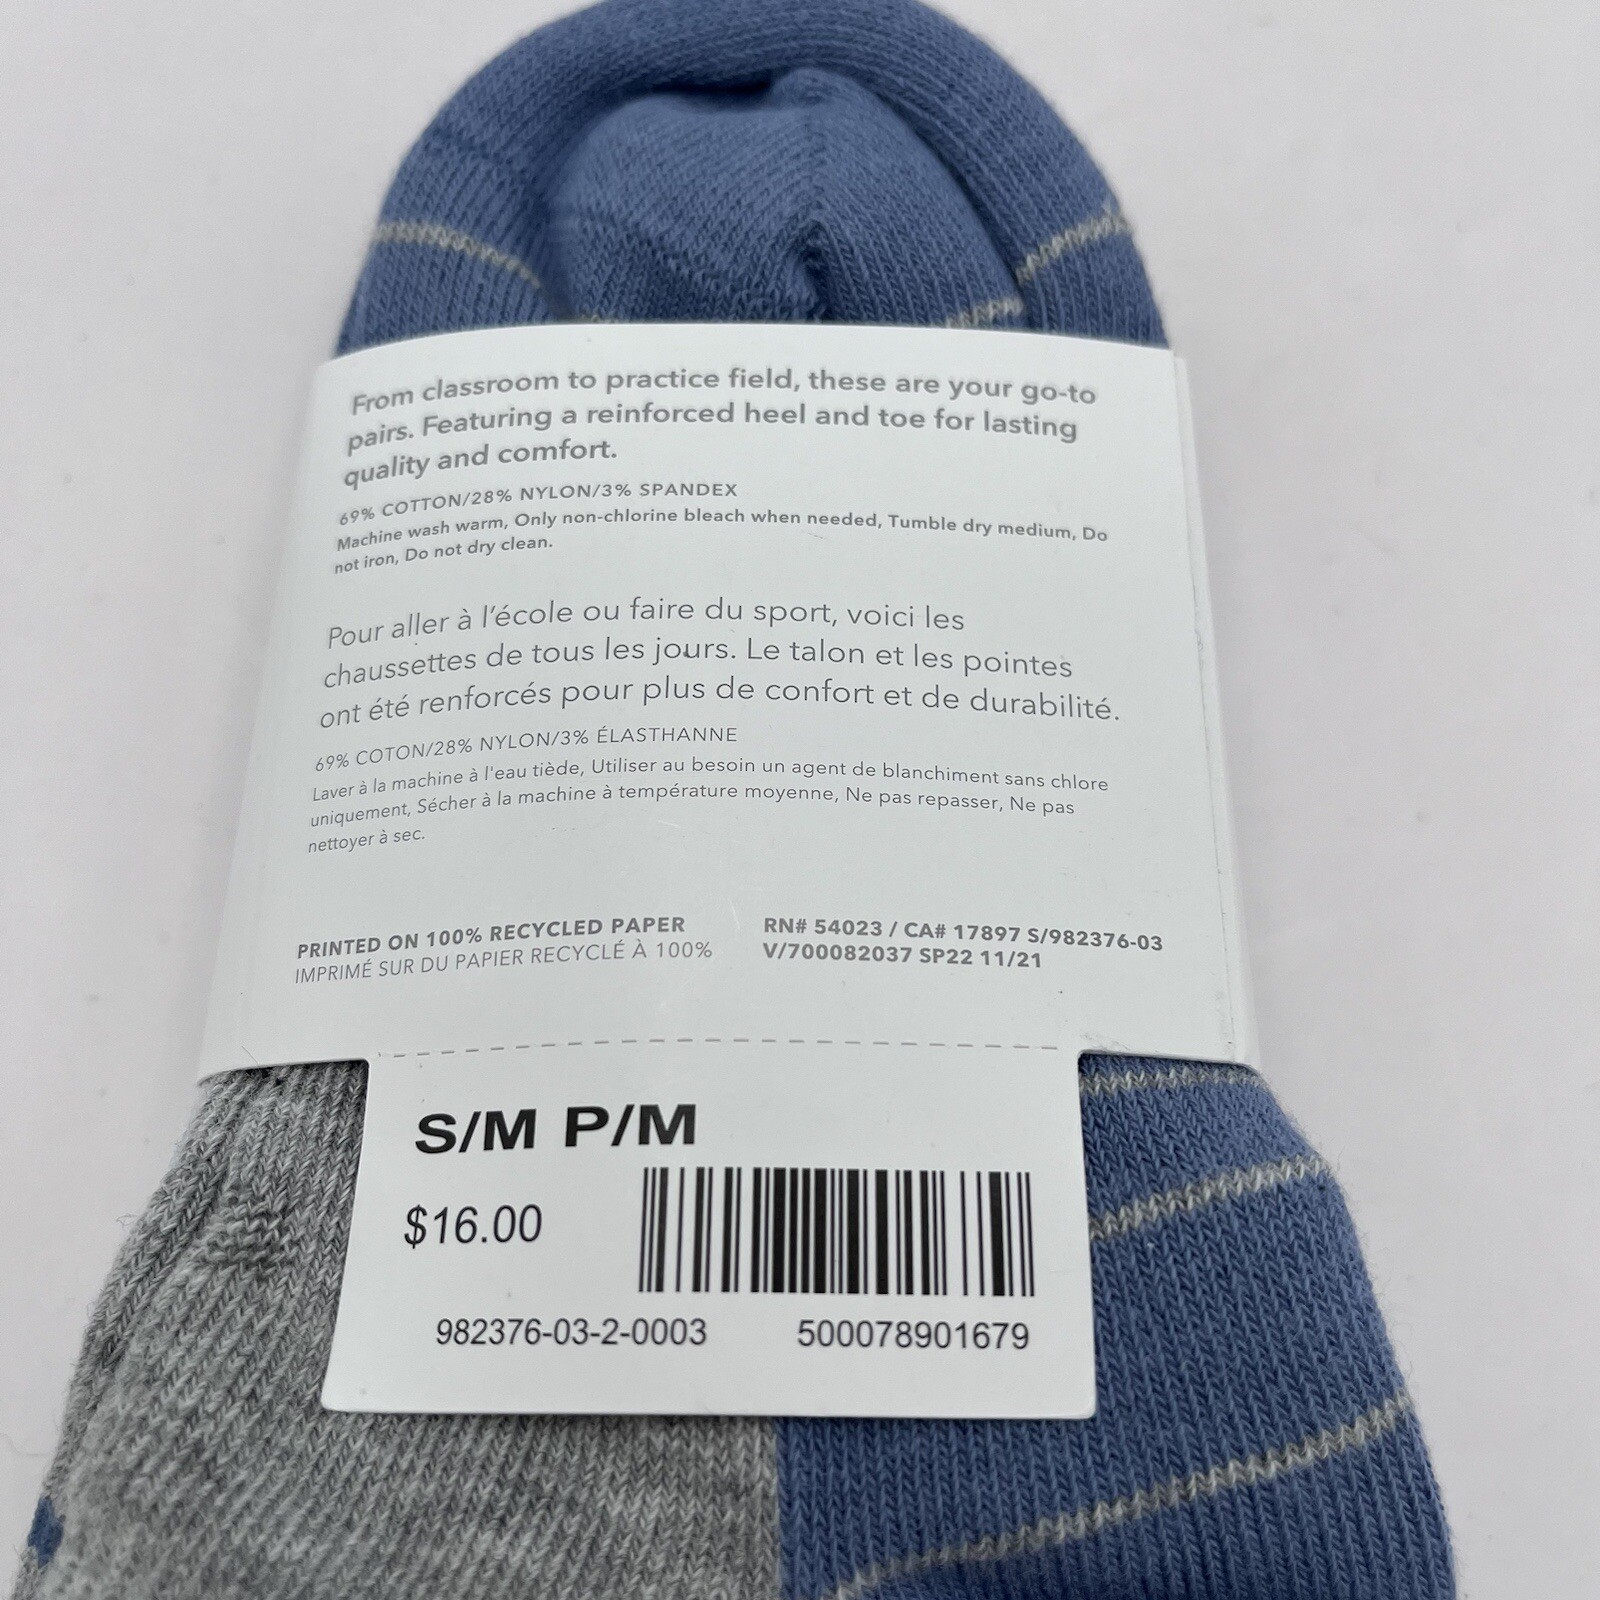 From classroom to practice field, these are your go-to
pairs. Featuring a reinforced heel and toe for lasting
quality and comfort.
69% COTTON/28% NYLON/3% SPANDEX
Machine wash warm, Only non-chlorine bleach when needed, Tumble dry medium, Do
not iron, Do not dry clean.
Pour aller à l'école ou faire du sport, voici les
chaussettes de tous les jours. Le talon et les pointes
ont été renforcés pour plus de confort et de durabilité.
69% COTON/28% NYLON/3% ÉLASTHANNE
Laver à la machine à l'eau tiède, Utiliser au besoin un agent de blanchiment sans chlore
uniquement, Sécher à la machine à température moyenne, Ne pas repasser, Ne pas
nettoyer à sec.
PRINTED ON 100% RECYCLED PAPER
IMPRIMÉ SUR DU PAPIER RECYCLÉ À 100%
RN# 54023 / CA# 17897 S/982376-03
V/700082037 SP22 11/21
S/M P/M
$16.00
982376-03-2-0003
500078901679